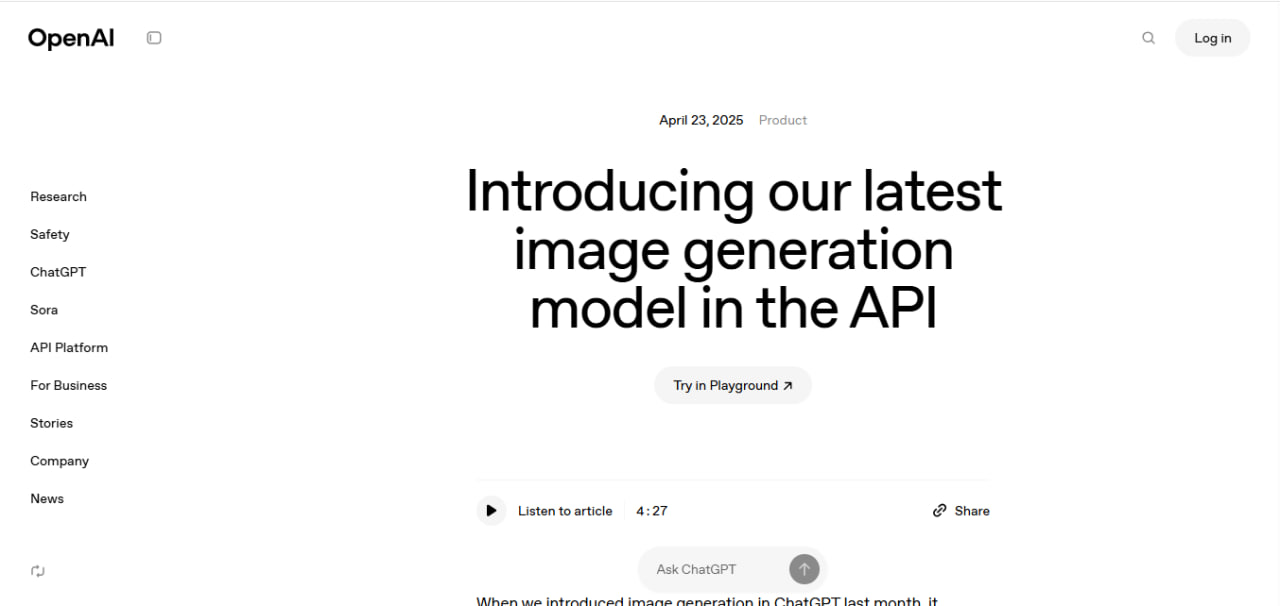 OpenAI
Log in
April 23, 2025 Product
Introducing our latest
image generation
model in the API
Try in Playground ↗
Research
Safety
ChatGPT
Sora
API Platform
For Business
Stories
Company
News
Listen to article 4:27
Share
Ask ChatGPT
When we introduced image generation in ChatGPT last month, it